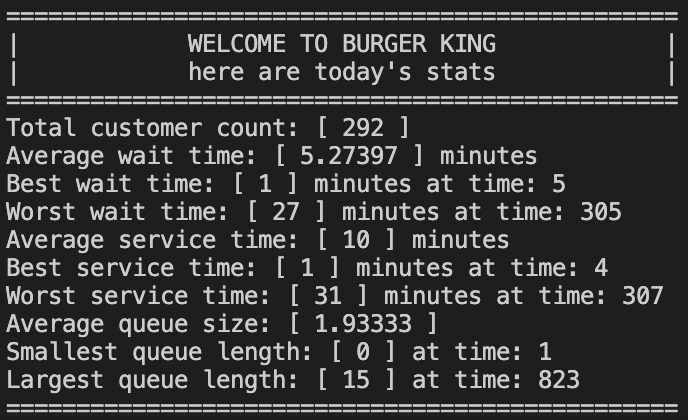 ================================================
| WELCOME TO BURGER KING |
| here are today's stats |
================================================
Total customer count: [ 292 ]
Average wait time: [ 5.27397 ] minutes
Best wait time: [ 1 ] minutes at time: 5
Worst wait time: [ 27 ] minutes at time: 305
Average service time: [ 10 ] minutes
Best service time: [ 1 ] minutes at time: 4
Worst service time: [ 31 ] minutes at time: 307
Average queue size: [ 1.93333 ]
Smallest queue length: [ 0 ] at time: 1
Largest queue length: [ 15 ] at time: 823
================================================